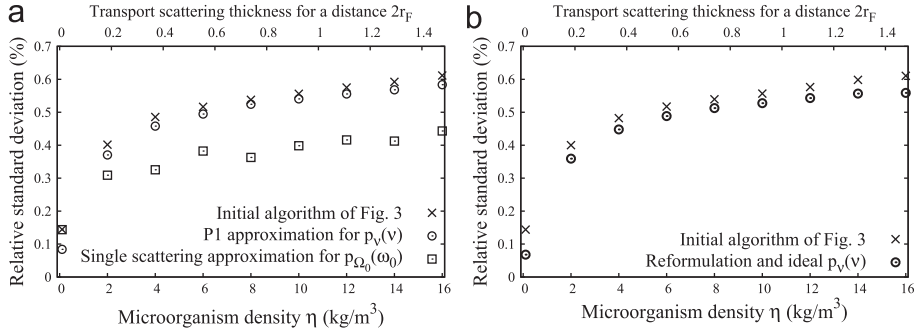 a
Transport scattering thickness for a distance 2r_F
0 0.2 0.4 0.6 0.8 1 1.2 1.4
Relative standard deviation (%)
0.7
0.6
0.5
0.4
0.3
0.2
0.1
0
Initial algorithm of Fig. 3
P1 approximation for p_ν(ν)
Single scattering approximation for p_Ω₀(ω₀)
0 2 4 6 8 10 12 14 16
Microorganism density η (kg/m³)
b
Transport scattering thickness for a distance 2r_F
0 0.2 0.4 0.6 0.8 1 1.2 1.4
Relative standard deviation (%)
0.7
0.6
0.5
0.4
0.3
0.2
0.1
0
Initial algorithm of Fig. 3
Reformulation and ideal p_ν(ν)
0 2 4 6 8 10 12 14 16
Microorganism density η (kg/m³)